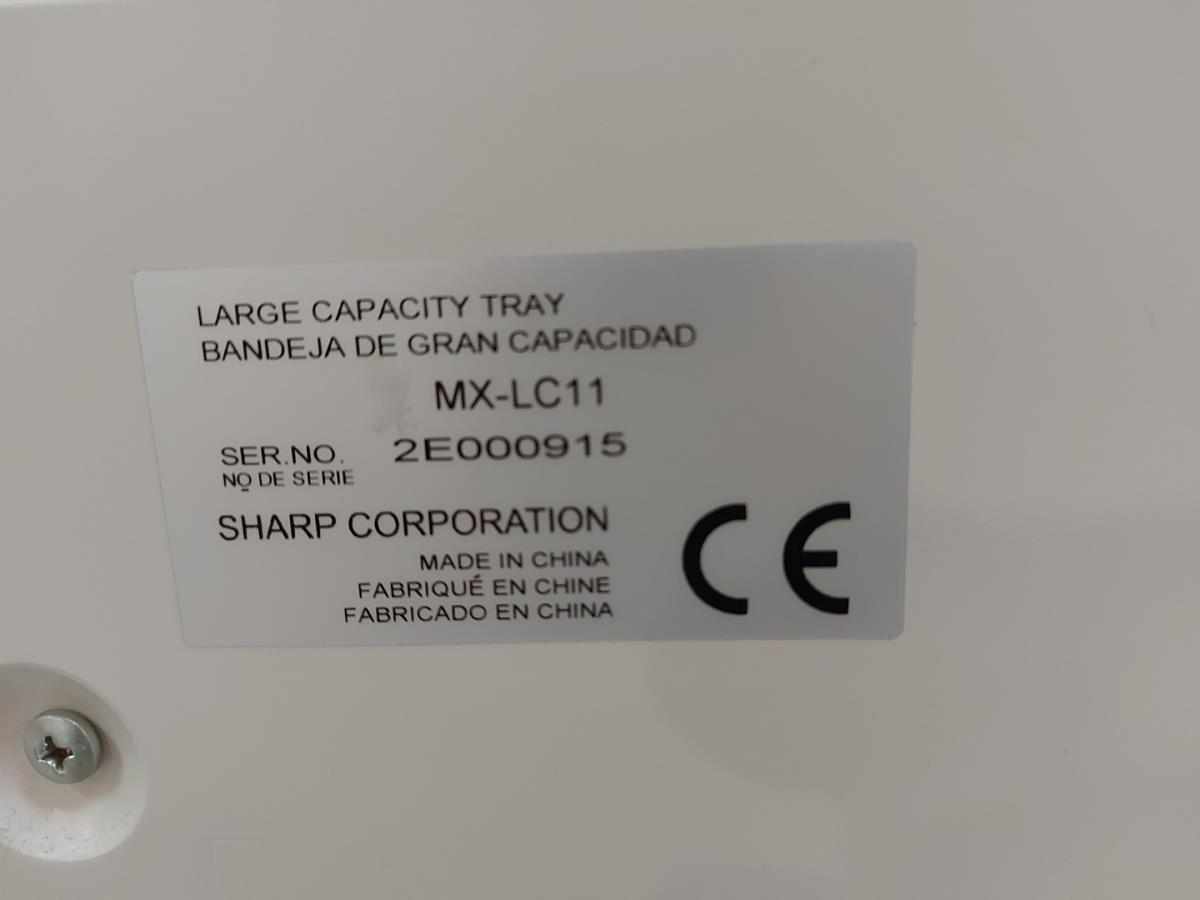 LARGE CAPACITY TRAY
BANDEJA DE GRAN CAPACIDAD
MX-LC11
SER.NO. 2E000915
NO DE SERIE
SHARP CORPORATION
MADE IN CHINA
FABRIQUÉ EN CHINE
FABRICADO EN CHINA
CE